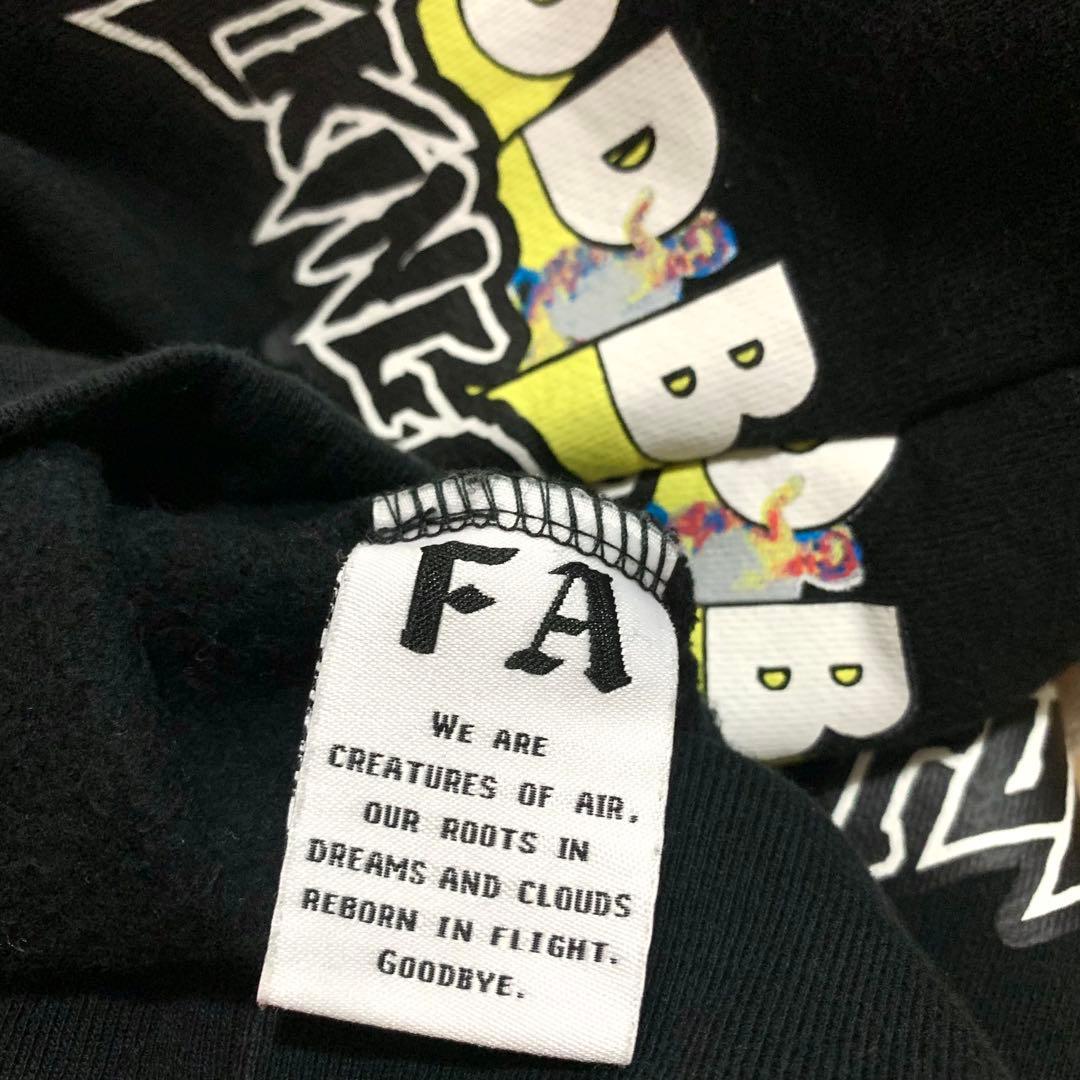 FA
WE ARE
CREATURES OF AIR,
OUR ROOTS IN
DREAMS AND CLOUDS
REBORN IN FLIGHT.
GOODBYE.